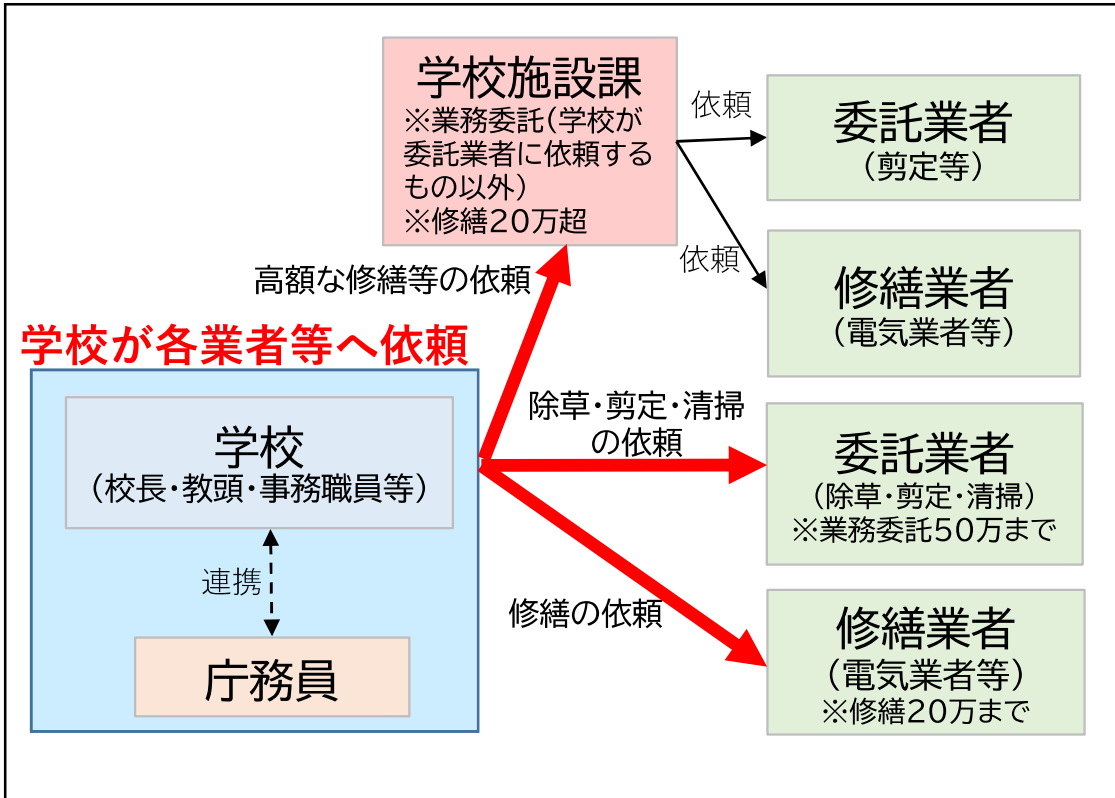 学校施設課
※業務委託(学校が
委託業者に依頼する
もの以外)
※修繕20万超
依頼
委託業者
(剪定等)
依頼
修繕業者
(電気業者等)
高額な修繕等の依頼
学校が各業者等へ依頼
学校
(校長・教頭・事務職員等)
連携
庁務員
除草・剪定・清掃
の依頼
委託業者
(除草・剪定・清掃)
※業務委託50万まで
修繕の依頼
修繕業者
(電気業者等)
※修繕20万まで